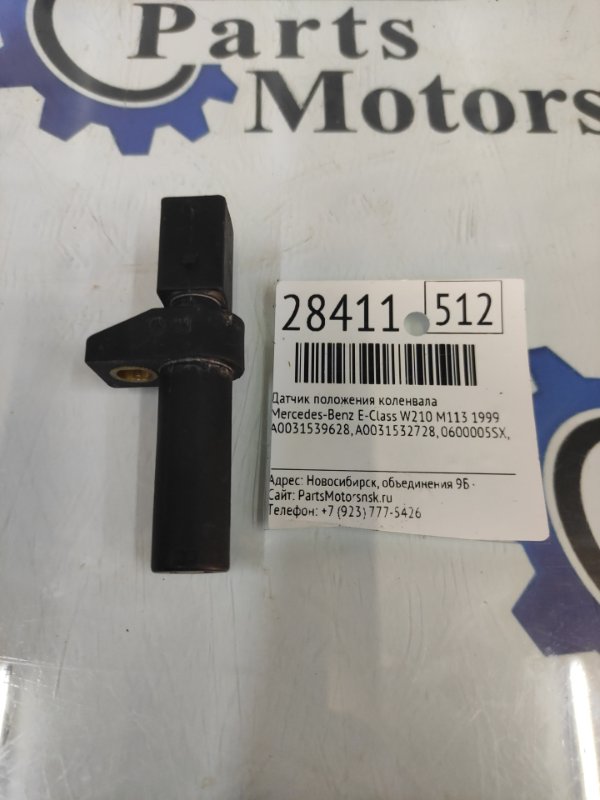 Parts
Motors
28411 512
Датчик положения коленвала
Mercedes-Benz E-Class W210 M113 1999
A0031539628, A0031532728, 0600005SX,
Адрес: Новосибирск, объединения 9Б ·
Сайт: PartsMotorsnsk.ru
Телефон: +7 (923) 777-5426